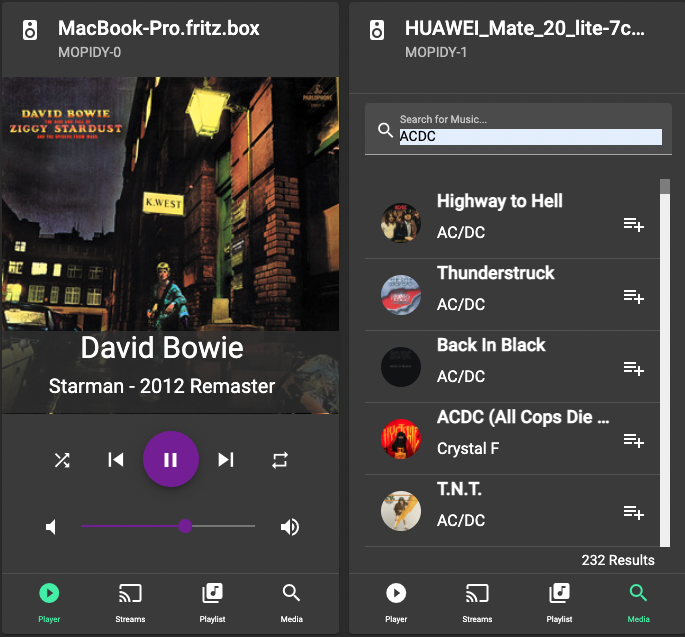 MacBook-Pro.fritz.box
MOPIDY-0
DAVID BOWIE
THE RISE AND FALL OF
ZIGGY STARDUST
AND THE SPIDERS FROM MARS
PARLOPHONE
K.WEST
David Bowie
Starman - 2012 Remaster
Player
Streams
Playlist
Media
HUAWEI_Mate_20_lite-7c...
MOPIDY-1
Search for Music...
ACDC
Highway to Hell
AC/DC
Thunderstruck
AC/DC
Back In Black
AC/DC
ACDC (All Cops Die ...
Crystal F
T.N.T.
AC/DC
232 Results
Player
Streams
Playlist
Media